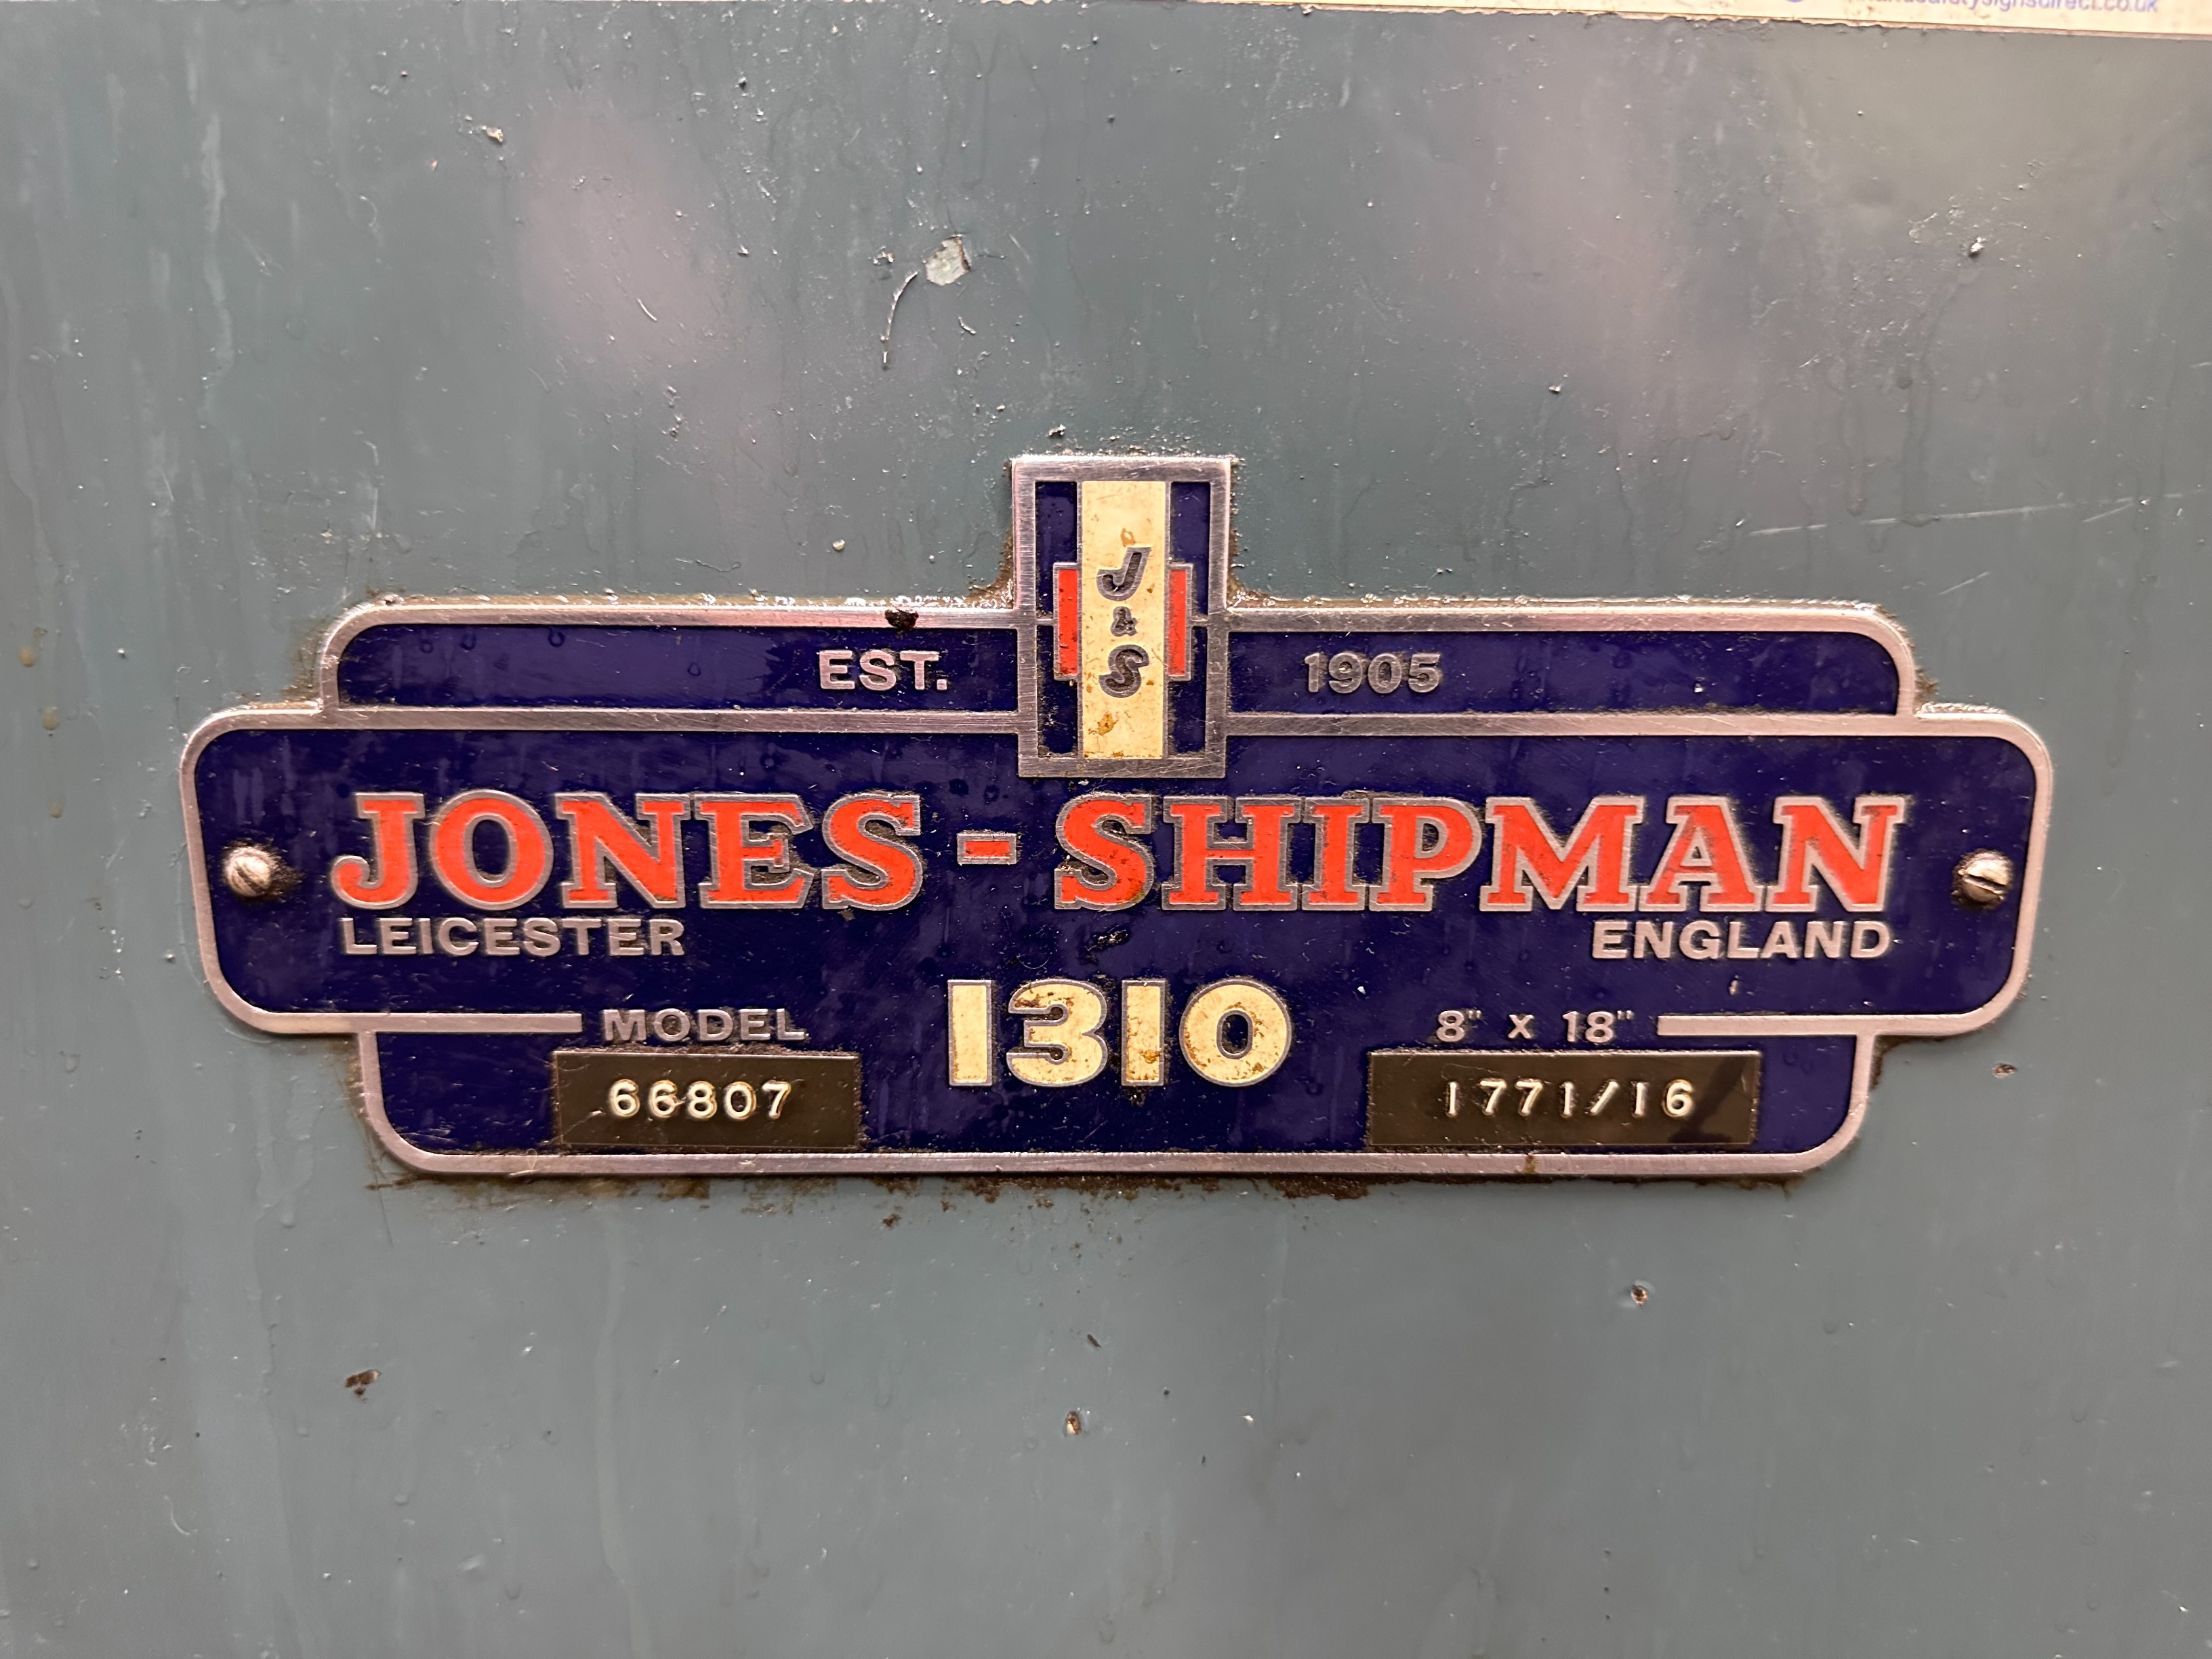 J
&
S
EST. 1905
JONES - SHIPMAN
LEICESTER ENGLAND
MODEL 1310 8" x 18"
66807 1771/16